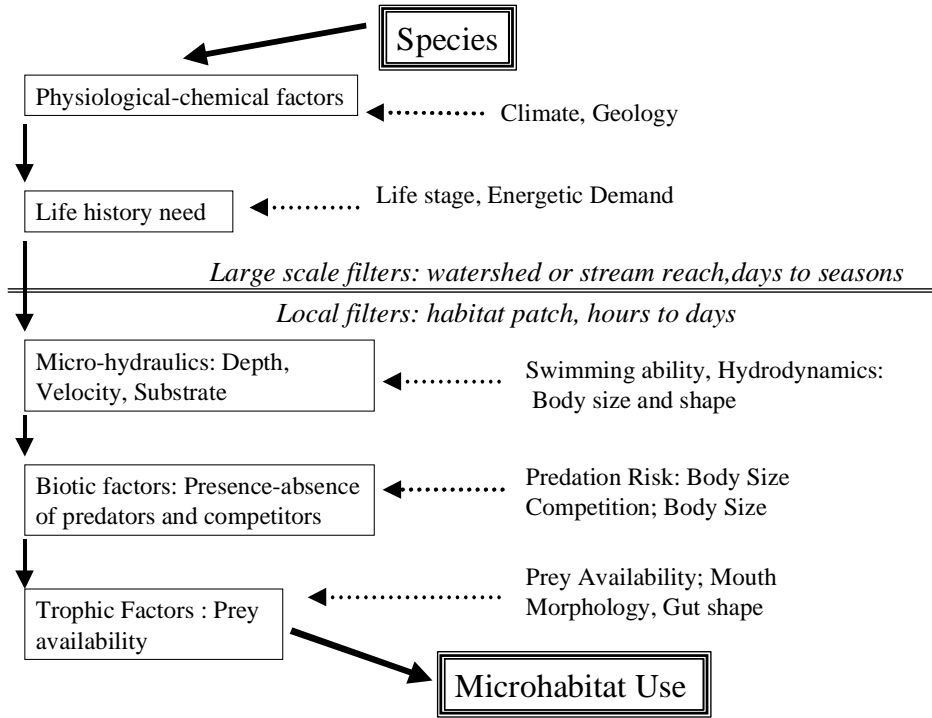 Species
Physiological-chemical factors
Climate, Geology
Life history need
Life stage, Energetic Demand
Large scale filters: watershed or stream reach,days to seasons
Local filters: habitat patch, hours to days
Micro-hydraulics: Depth,
Velocity, Substrate
Swimming ability, Hydrodynamics:
Body size and shape
Biotic factors: Presence-absence
of predators and competitors
Predation Risk: Body Size
Competition; Body Size
Trophic Factors : Prey
availability
Prey Availability; Mouth
Morphology, Gut shape
Microhabitat Use